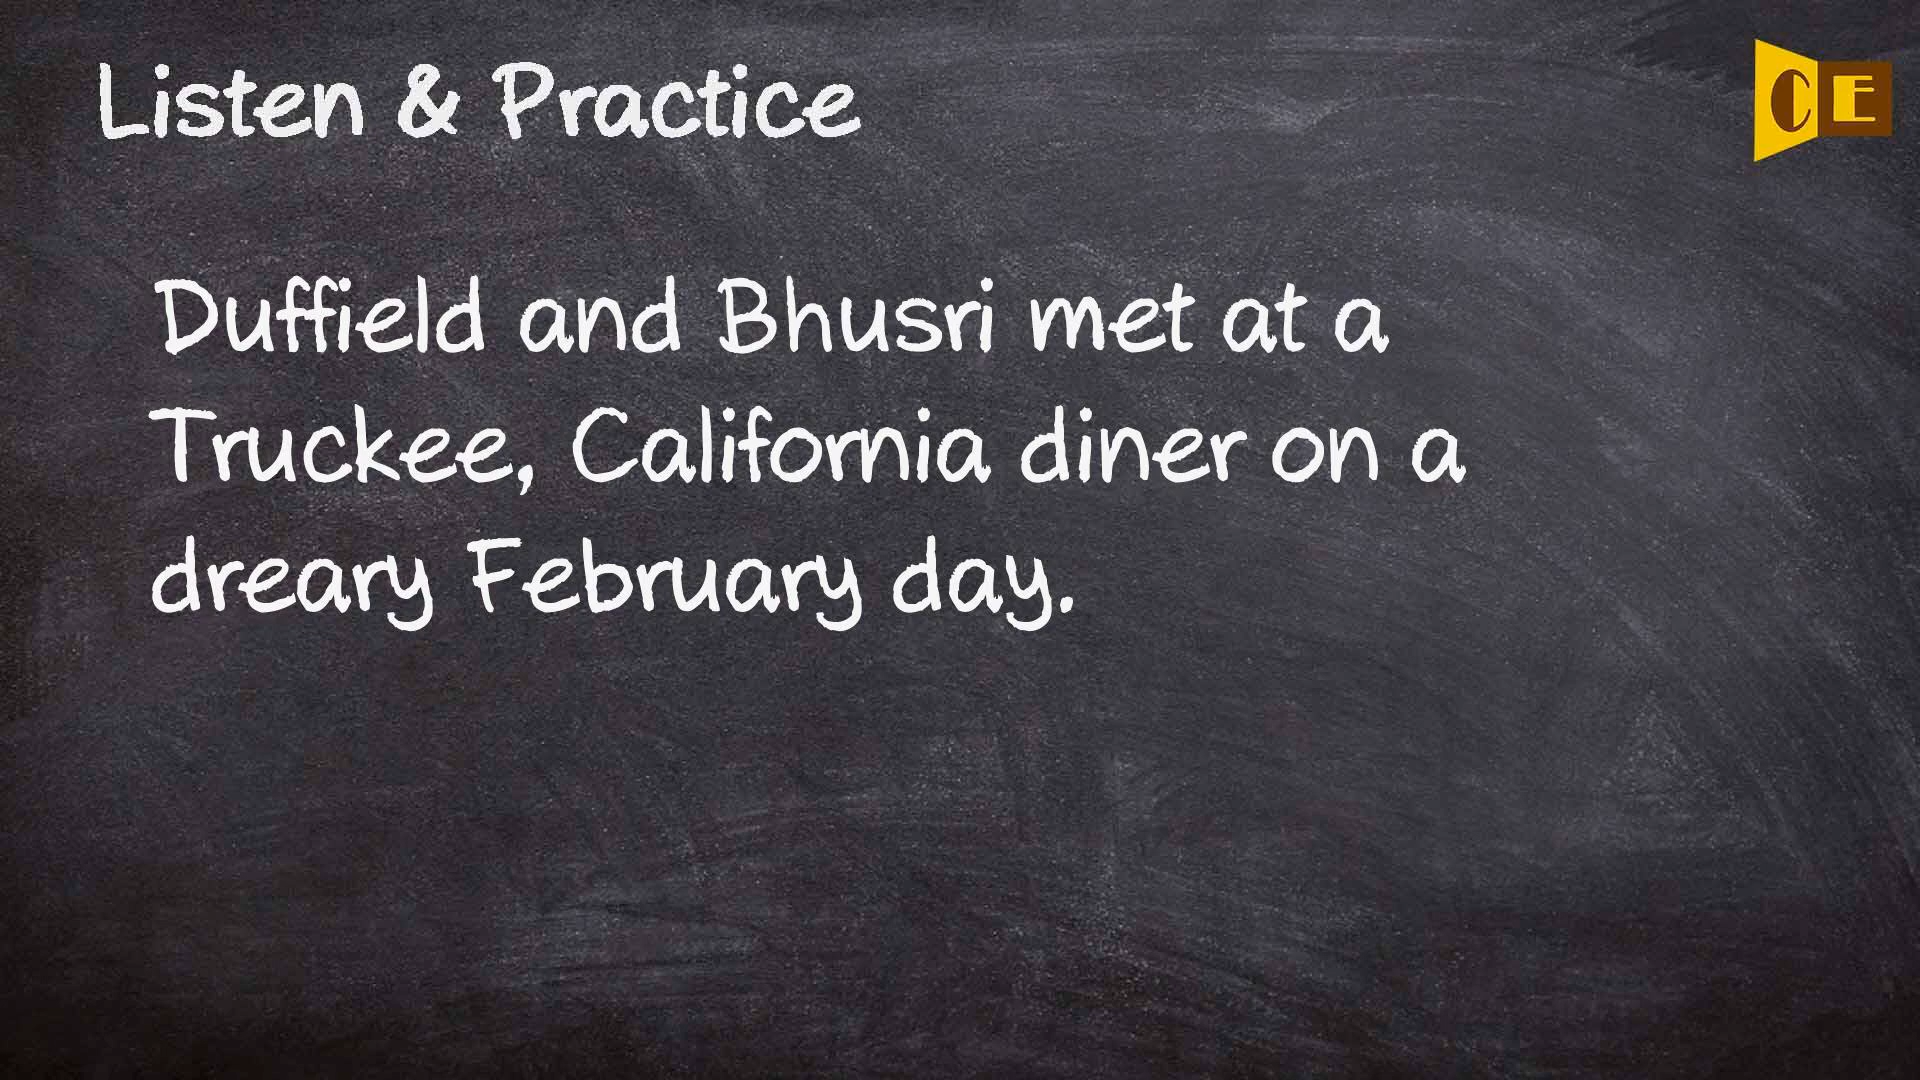 Listen & Practice
CE
Duffield and Bhusri met at a
Truckee, California diner on a
dreary February day.